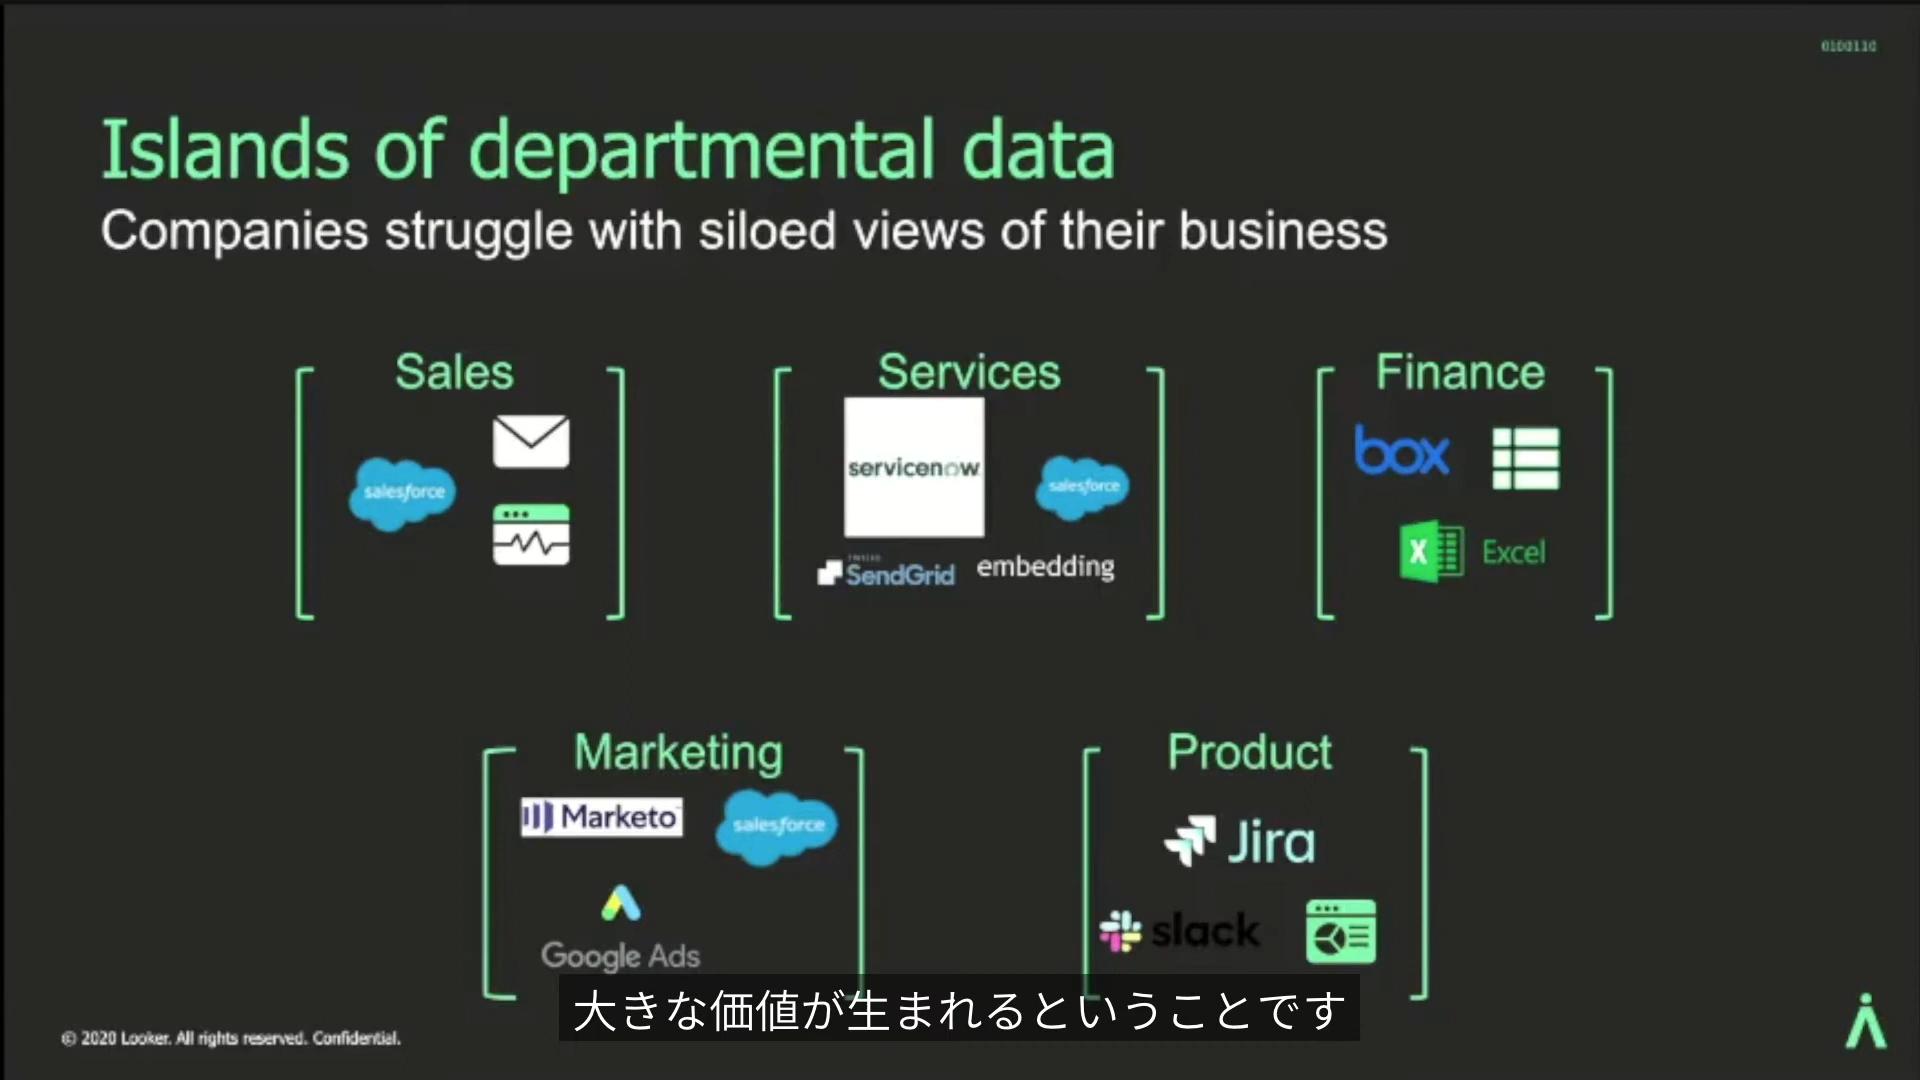 0100110
Islands of departmental data
Companies struggle with siloed views of their business
Sales
salesforce
Services
servicenow
salesforce
SendGrid
embedding
Finance
box
X
Excel
Marketing
Marketo
salesforce
Google Ads
Product
Jira
slack
大きな価値が生まれるということです
© 2020 Looker. All rights reserved. Confidential.